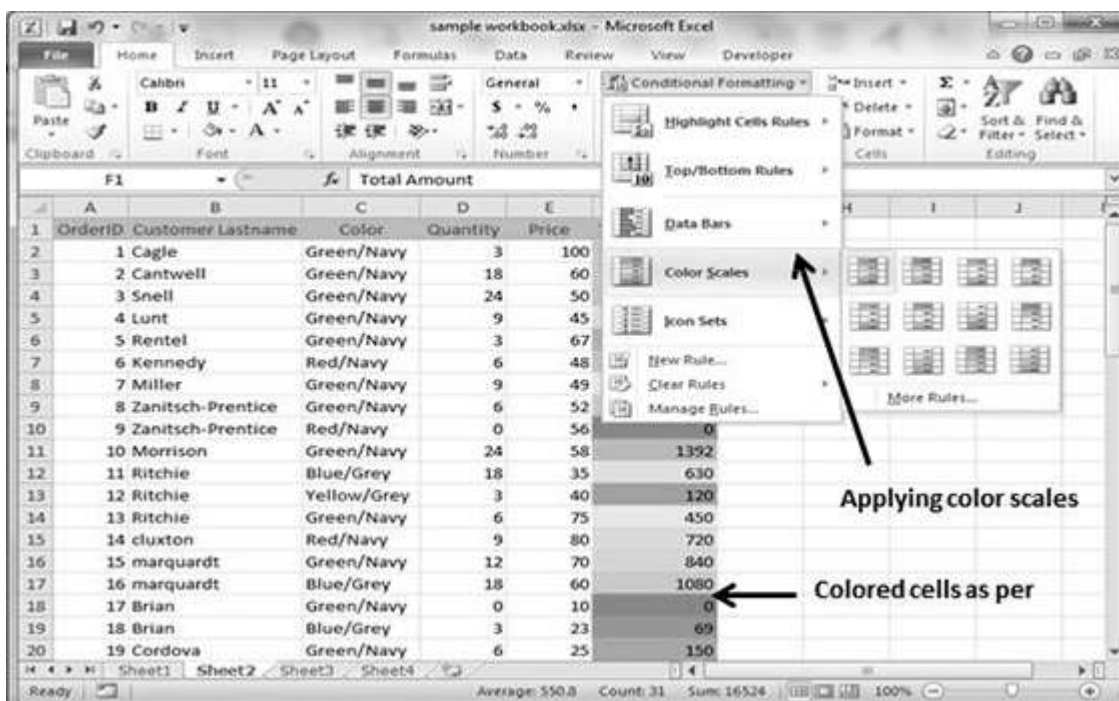 sample workbook.xlsx - Microsoft Excel
File Home Insert Page Layout Formulas Data Review View Developer
Paste
Calibri 11
B I U A A
General
$ % ,
Conditional Formatting
Insert
Delete
Format
Σ
Sort & Filter
Find & Select
Clipboard Font Alignment Number Cells Editing
Highlight Cells Rules
Top/Bottom Rules
Data Bars
Color Scales
Icon Sets
New Rule...
Clear Rules
Manage Rules...
More Rules...
F1 fx Total Amount
A B C D E H I J
1 OrderID Customer Lastname Color Quantity Price
2 1 Cagle Green/Navy 3 100
3 2 Cantwell Green/Navy 18 60
4 3 Snell Green/Navy 24 50
5 4 Lunt Green/Navy 9 45
6 5 Rentel Green/Navy 3 67
7 6 Kennedy Red/Navy 6 48
8 7 Miller Green/Navy 9 49
9 8 Zanitsch-Prentice Green/Navy 6 52
10 9 Zanitsch-Prentice Red/Navy 0 56 0
11 10 Morrison Green/Navy 24 58 1392
12 11 Ritchie Blue/Grey 18 35 630
13 12 Ritchie Yellow/Grey 3 40 120
14 13 Ritchie Green/Navy 6 75 450
15 14 cluxton Red/Navy 9 80 720
16 15 marquardt Green/Navy 12 70 840
17 16 marquardt Blue/Grey 18 60 1080
18 17 Brian Green/Navy 0 10 0
19 18 Brian Blue/Grey 3 23 69
20 19 Cordova Green/Navy 6 25 150
Applying color scales
Colored cells as per
Sheet1 Sheet2 Sheet3 Sheet4
Ready Average: 550.8 Count: 31 Sum: 16524 100%